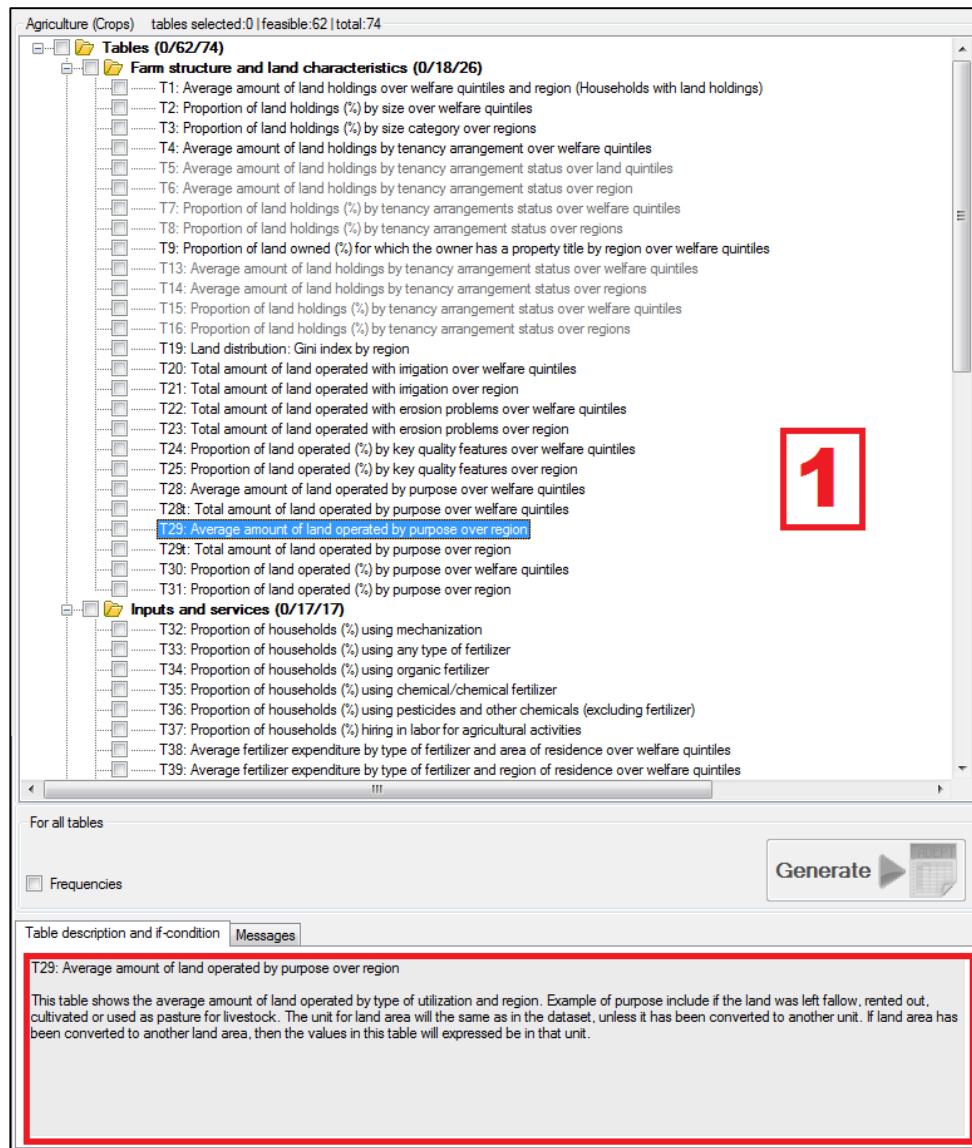 Agriculture (Crops) tables selected:0 | feasible:62 | total:74
Tables (0/62/74)
Farm structure and land characteristics (0/18/26)
T1: Average amount of land holdings over welfare quintiles and region (Households with land holdings)
T2: Proportion of land holdings (%) by size over welfare quintiles
T3: Proportion of land holdings (%) by size category over regions
T4: Average amount of land holdings by tenancy arrangement over welfare quintiles
T5: Average amount of land holdings by tenancy arrangement status over land quintiles
T6: Average amount of land holdings by tenancy arrangement status over region
T7: Proportion of land holdings (%) by tenancy arrangements status over welfare quintiles
T8: Proportion of land holdings (%) by tenancy arrangement status over regions
T9: Proportion of land owned (%) for which the owner has a property title by region over welfare quintiles
T13: Average amount of land holdings by tenancy arrangement status over welfare quintiles
T14: Average amount of land holdings by tenancy arrangement status over regions
T15: Proportion of land holdings (%) by tenancy arrangement status over welfare quintiles
T16: Proportion of land holdings (%) by tenancy arrangement status over regions
T19: Land distribution: Gini index by region
T20: Total amount of land operated with irrigation over welfare quintiles
T21: Total amount of land operated with irrigation over region
T22: Total amount of land operated with erosion problems over welfare quintiles
T23: Total amount of land operated with erosion problems over region
T24: Proportion of land operated (%) by key quality features over welfare quintiles
T25: Proportion of land operated (%) by key quality features over region
T28: Average amount of land operated by purpose over welfare quintiles
T28t: Total amount of land operated by purpose over welfare quintiles
T29: Average amount of land operated by purpose over region
T29t: Total amount of land operated by purpose over region
T30: Proportion of land operated (%) by purpose over welfare quintiles
T31: Proportion of land operated (%) by purpose over region
1
Inputs and services (0/17/17)
T32: Proportion of households (%) using mechanization
T33: Proportion of households (%) using any type of fertilizer
T34: Proportion of households (%) using organic fertilizer
T35: Proportion of households (%) using chemical/chemical fertilizer
T36: Proportion of households (%) using pesticides and other chemicals (excluding fertilizer)
T37: Proportion of households (%) hiring in labor for agricultural activities
T38: Average fertilizer expenditure by type of fertilizer and area of residence over welfare quintiles
T39: Average fertilizer expenditure by type of fertilizer and region of residence over welfare quintiles
For all tables
Frequencies
Generate
ADEPT
Table description and if-condition Messages
T29: Average amount of land operated by purpose over region
This table shows the average amount of land operated by type of utilization and region. Example of purpose include if the land was left fallow, rented out,
cultivated or used as pasture for livestock. The unit for land area will the same as in the dataset, unless it has been converted to another unit. If land area has
been converted to another land area, then the values in this table will expressed be in that unit.